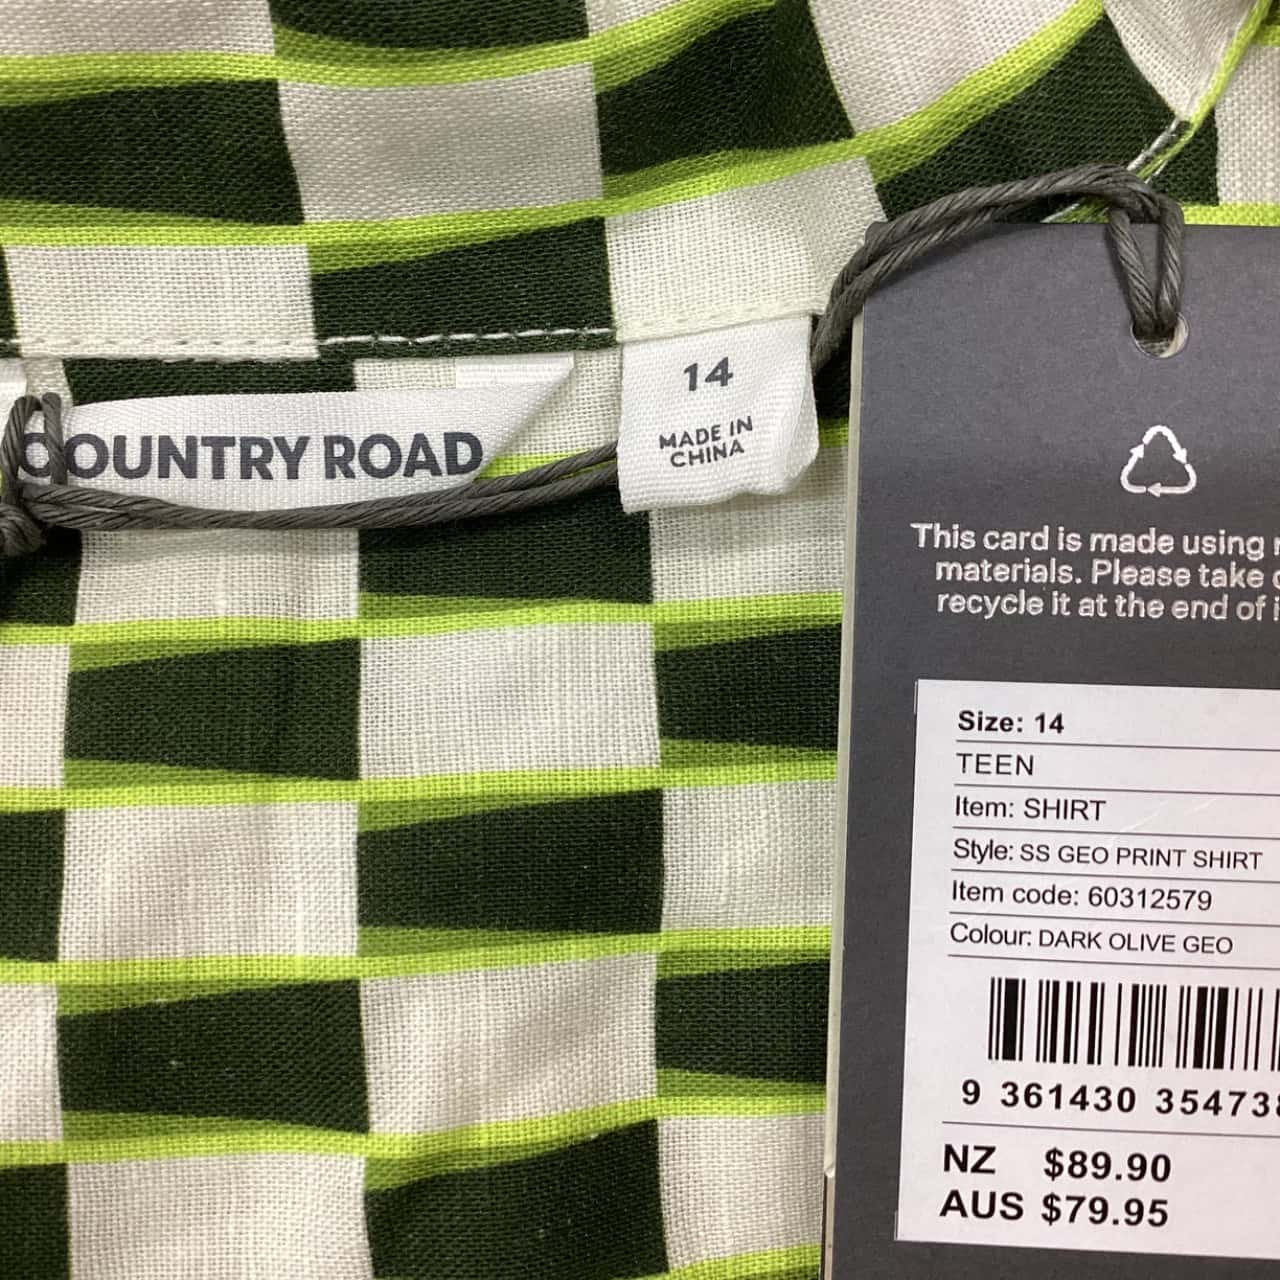 COUNTRY ROAD
14
MADE IN
CHINA
This card is made using
materials. Please take
recycle it at the end of
Size: 14
TEEN
Item: SHIRT
Style: SS GEO PRINT SHIRT
Item code: 60312579
Colour: DARK OLIVE GEO
9 361430 35473
NZ $89.90
AUS $79.95